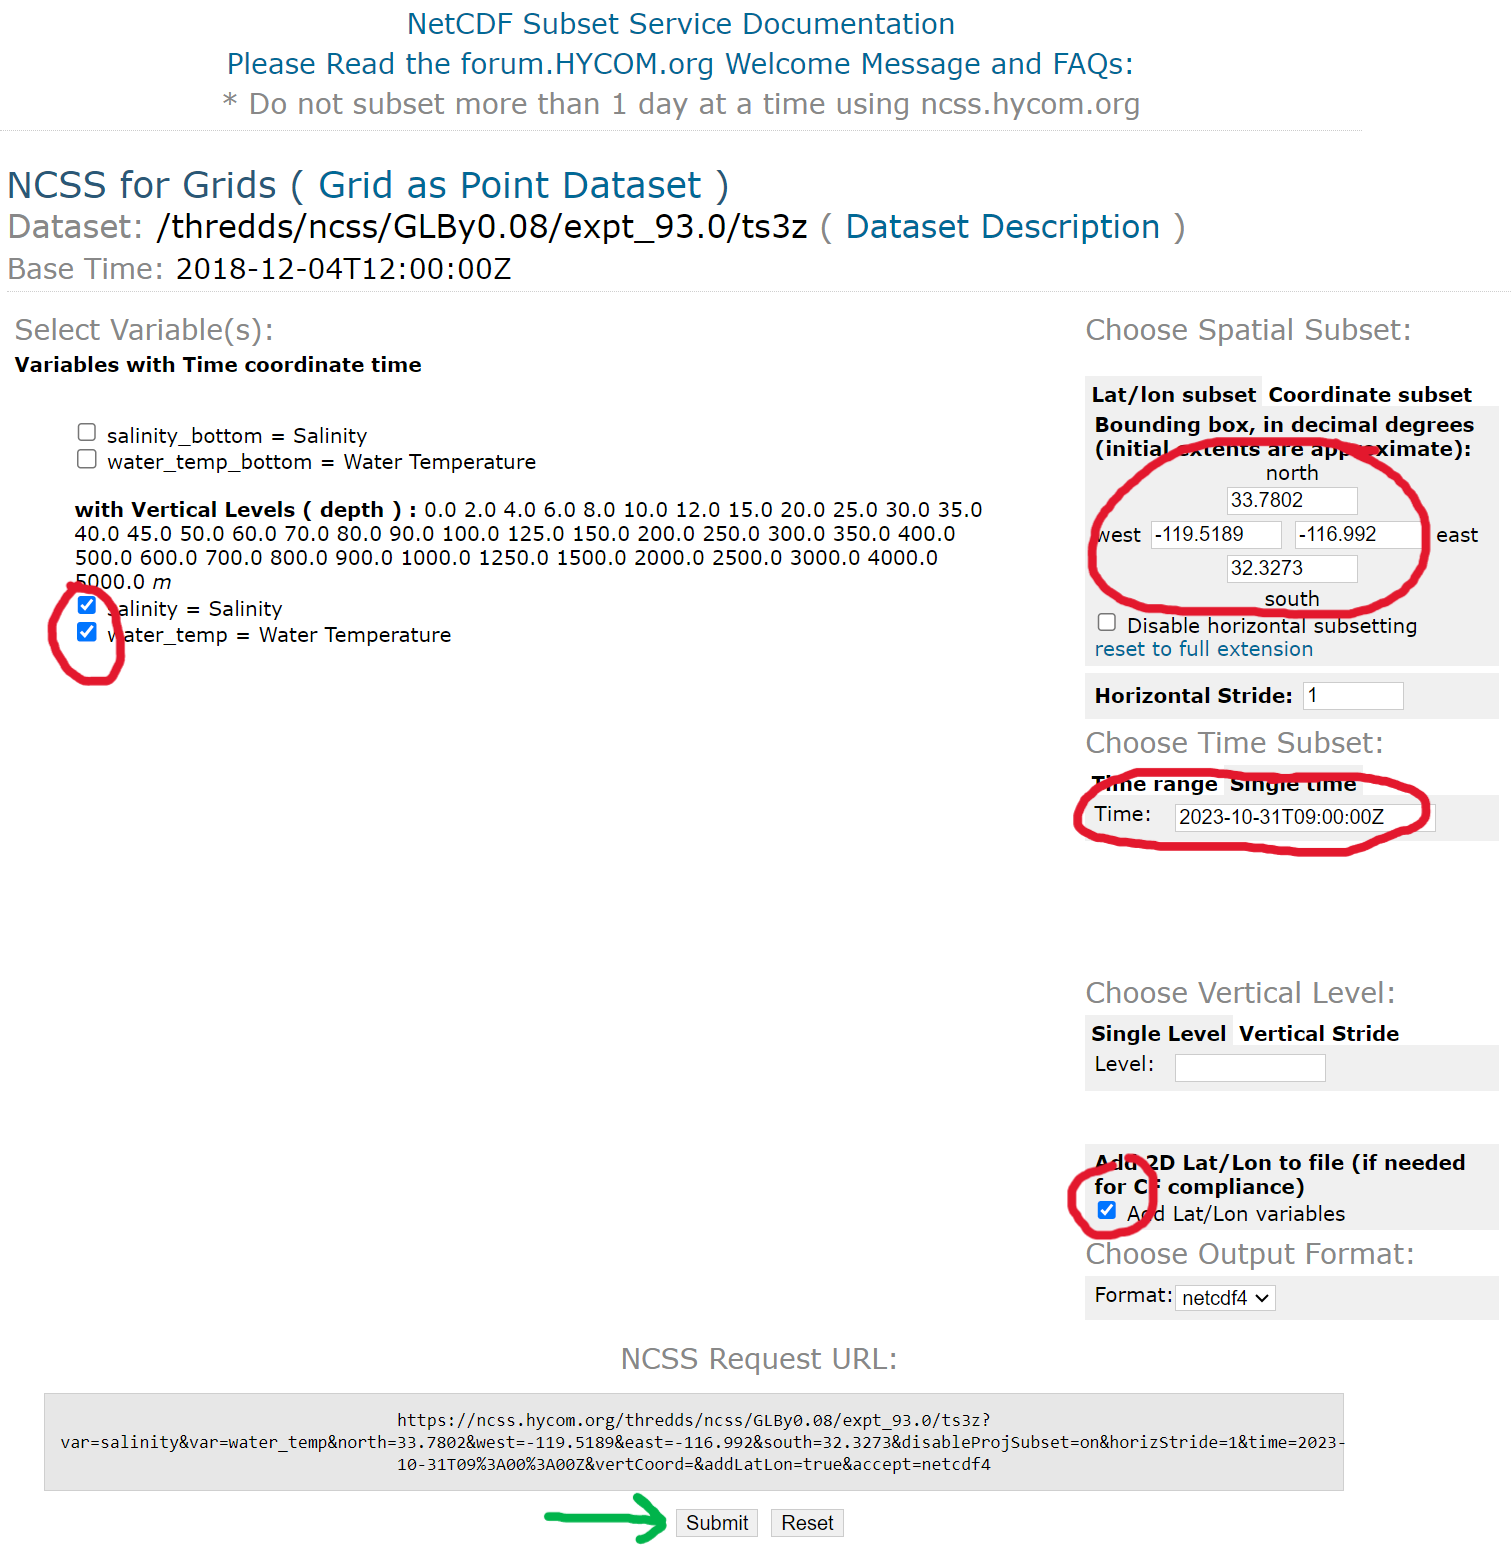 NetCDF Subset Service Documentation
Please Read the forum.HYCOM.org Welcome Message and FAQs:
* Do not subset more than 1 day at a time using ncss.hycom.org
NCSS for Grids ( Grid as Point Dataset )
Dataset: /thredds/ncss/GLBy0.08/expt_93.0/ts3z ( Dataset Description )
Base Time: 2018-12-04T12:00:00Z
Select Variable(s):
Variables with Time coordinate time
salinity_bottom = Salinity
water_temp_bottom = Water Temperature
with Vertical Levels ( depth ) : 0.0 2.0 4.0 6.0 8.0 10.0 12.0 15.0 20.0 25.0 30.0 35.0
40.0 45.0 50.0 60.0 70.0 80.0 90.0 100.0 125.0 150.0 200.0 250.0 300.0 350.0 400.0
500.0 600.0 700.0 800.0 900.0 1000.0 1250.0 1500.0 2000.0 2500.0 3000.0 4000.0
5000.0 m
salinity = Salinity
water_temp = Water Temperature
Choose Spatial Subset:
Lat/lon subset Coordinate subset
Bounding box, in decimal degrees
(initial extents are approximate):
north
33.7802
west -119.5189 -116.992 east
32.3273
south
Disable horizontal subsetting
reset to full extension
Horizontal Stride: 1
Choose Time Subset:
Time range Single time
Time: 2023-10-31T09:00:00Z
Choose Vertical Level:
Single Level Vertical Stride
Level:
Add 2D Lat/Lon to file (if needed
for CF compliance)
Add Lat/Lon variables
Choose Output Format:
Format: netcdf4
NCSS Request URL:
https://ncss.hycom.org/thredds/ncss/GLBy0.08/expt_93.0/ts3z?
var=salinity&var=water_temp&north=33.7802&west=-119.5189&east=-116.992&south=32.3273&disableProjSubset=on&horizStride=1&time=2023-
10-31T09%3A00%3A00Z&vertCoord=&addLatLon=true&accept=netcdf4
Submit Reset